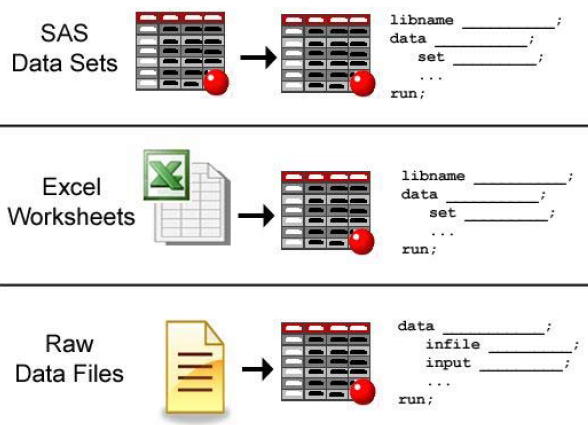 SAS
Data Sets
libname __________;
data __________;
set _________;
...
run;
Excel
Worksheets
libname __________;
data __________;
set _________;
...
run;
Raw
Data Files
data ___________;
infile __________;
input _________;
...
run;